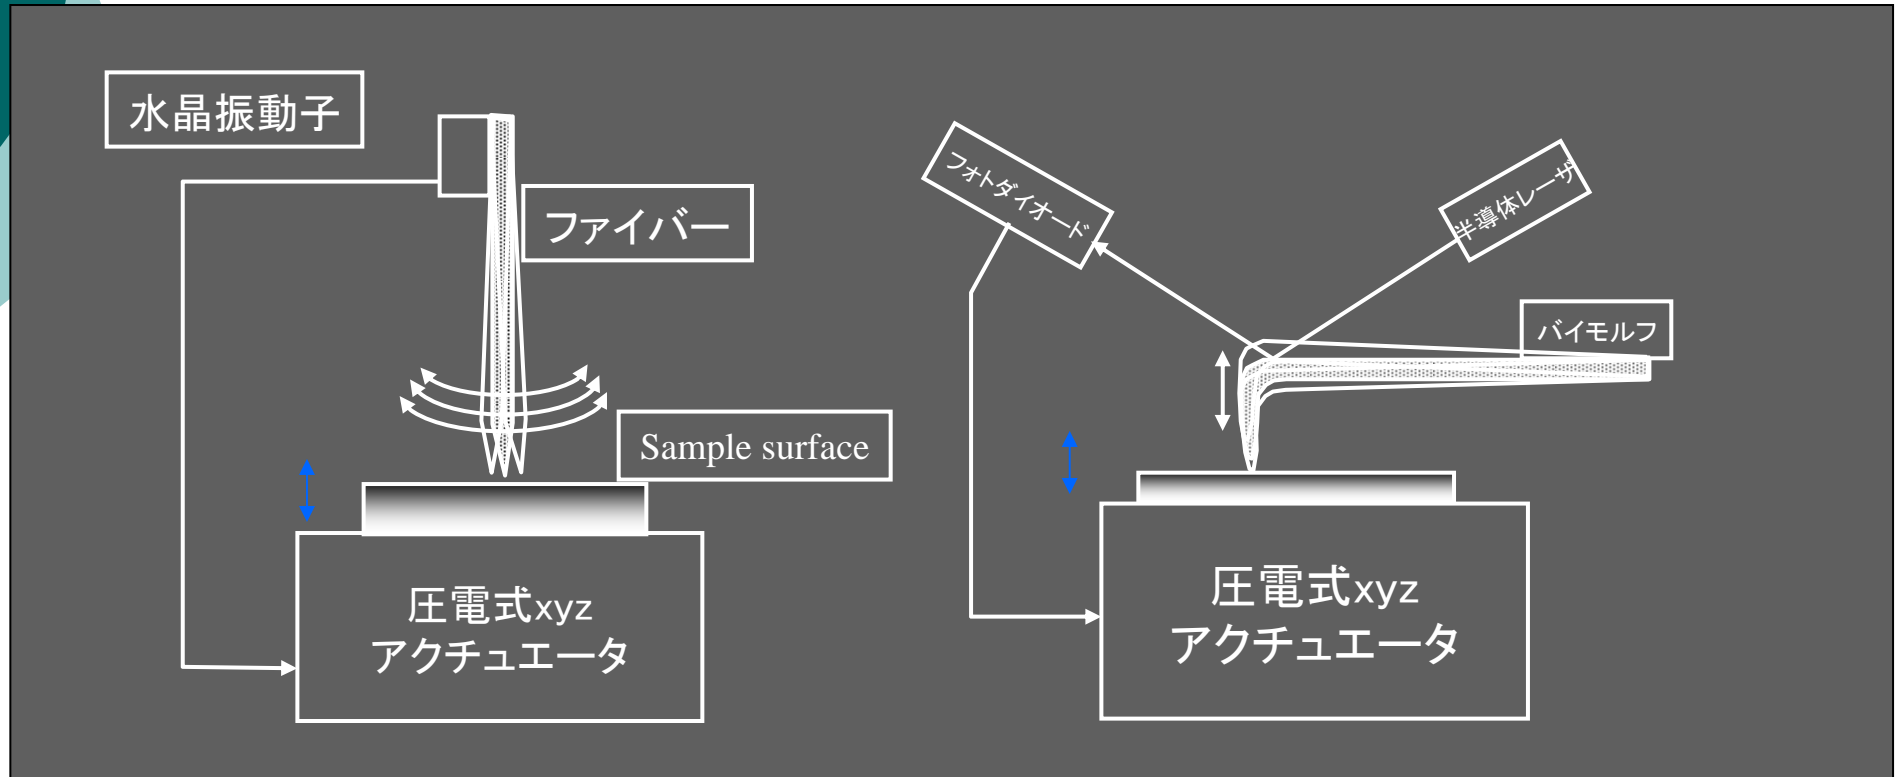 水晶振動子
ファイバー
Sample surface
圧電式xyz
アクチュエータ
フォトダイオード
半導体レーザ
バイモルフ
圧電式xyz
アクチュエータ